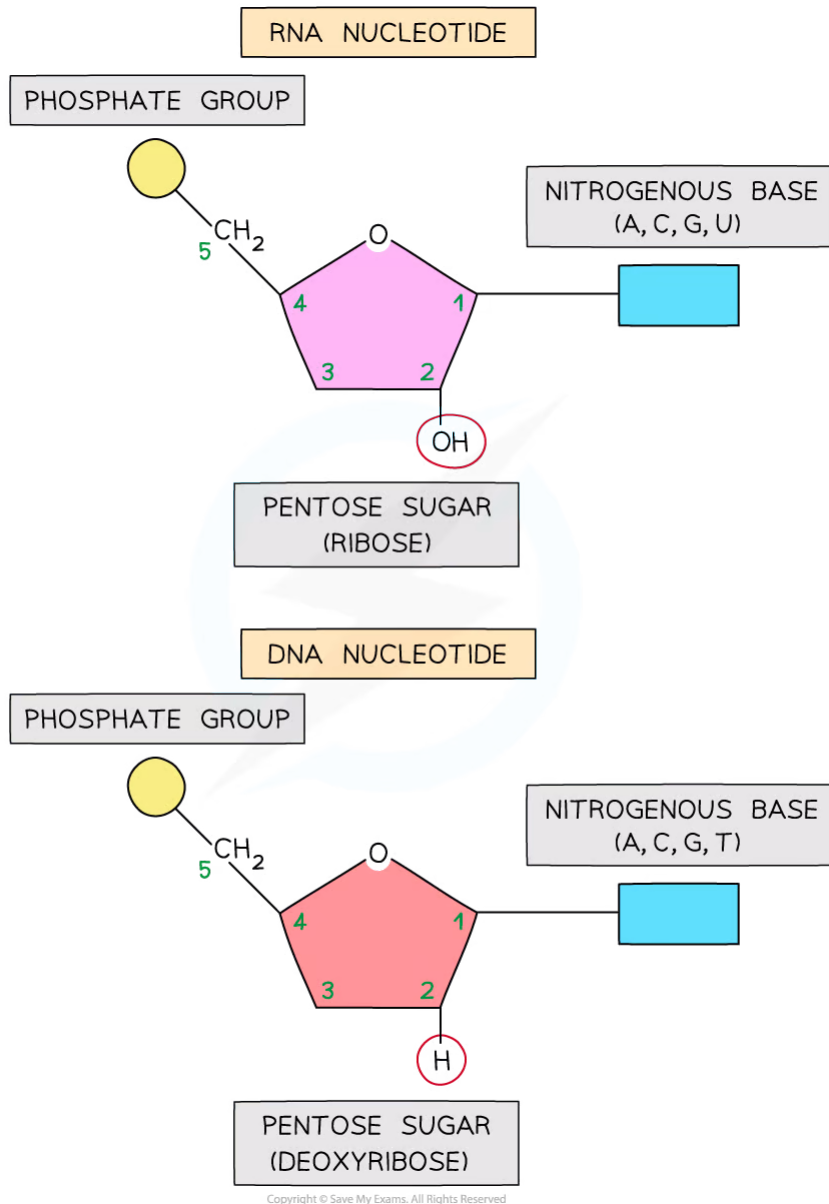 RNA NUCLEOTIDE
PHOSPHATE GROUP
NITROGENOUS BASE
(A, C, G, U)
O
CH2
5
4
1
3
2
OH
PENTOSE SUGAR
(RIBOSE)
DNA NUCLEOTIDE
PHOSPHATE GROUP
NITROGENOUS BASE
(A, C, G, T)
O
CH2
5
4
1
3
2
H
PENTOSE SUGAR
(DEOXYRIBOSE)
Copyright © Save My Exams. All Rights Reserved